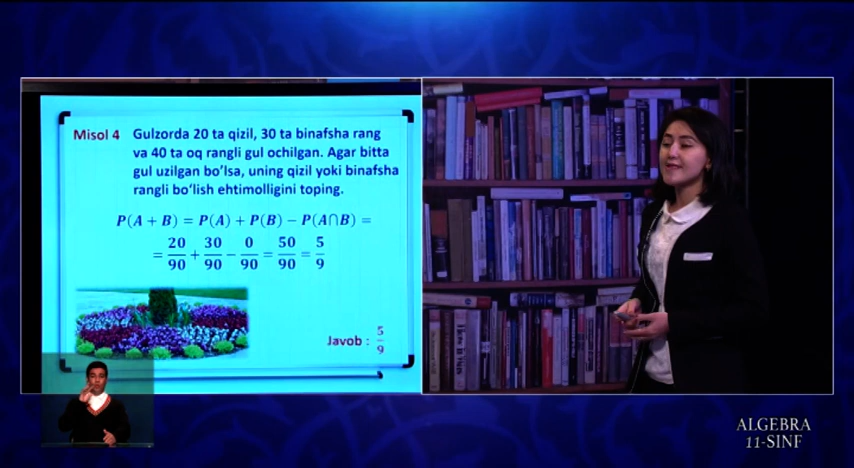 Misol 4 Gulzorda 20 ta qizil, 30 ta binafsha rang
va 40 ta oq rangli gul ochilgan. Agar bitta
gul uzilgan bo'lsa, uning qizil yoki binafsha
rangli bo'lish ehtimolligini toping.
P(A + B) = P(A) + P(B) − P(A∩B) =
= 20/90 + 30/90 − 0/90 = 50/90 = 5/9
Javob : 5/9
ALGEBRA
11-SINF